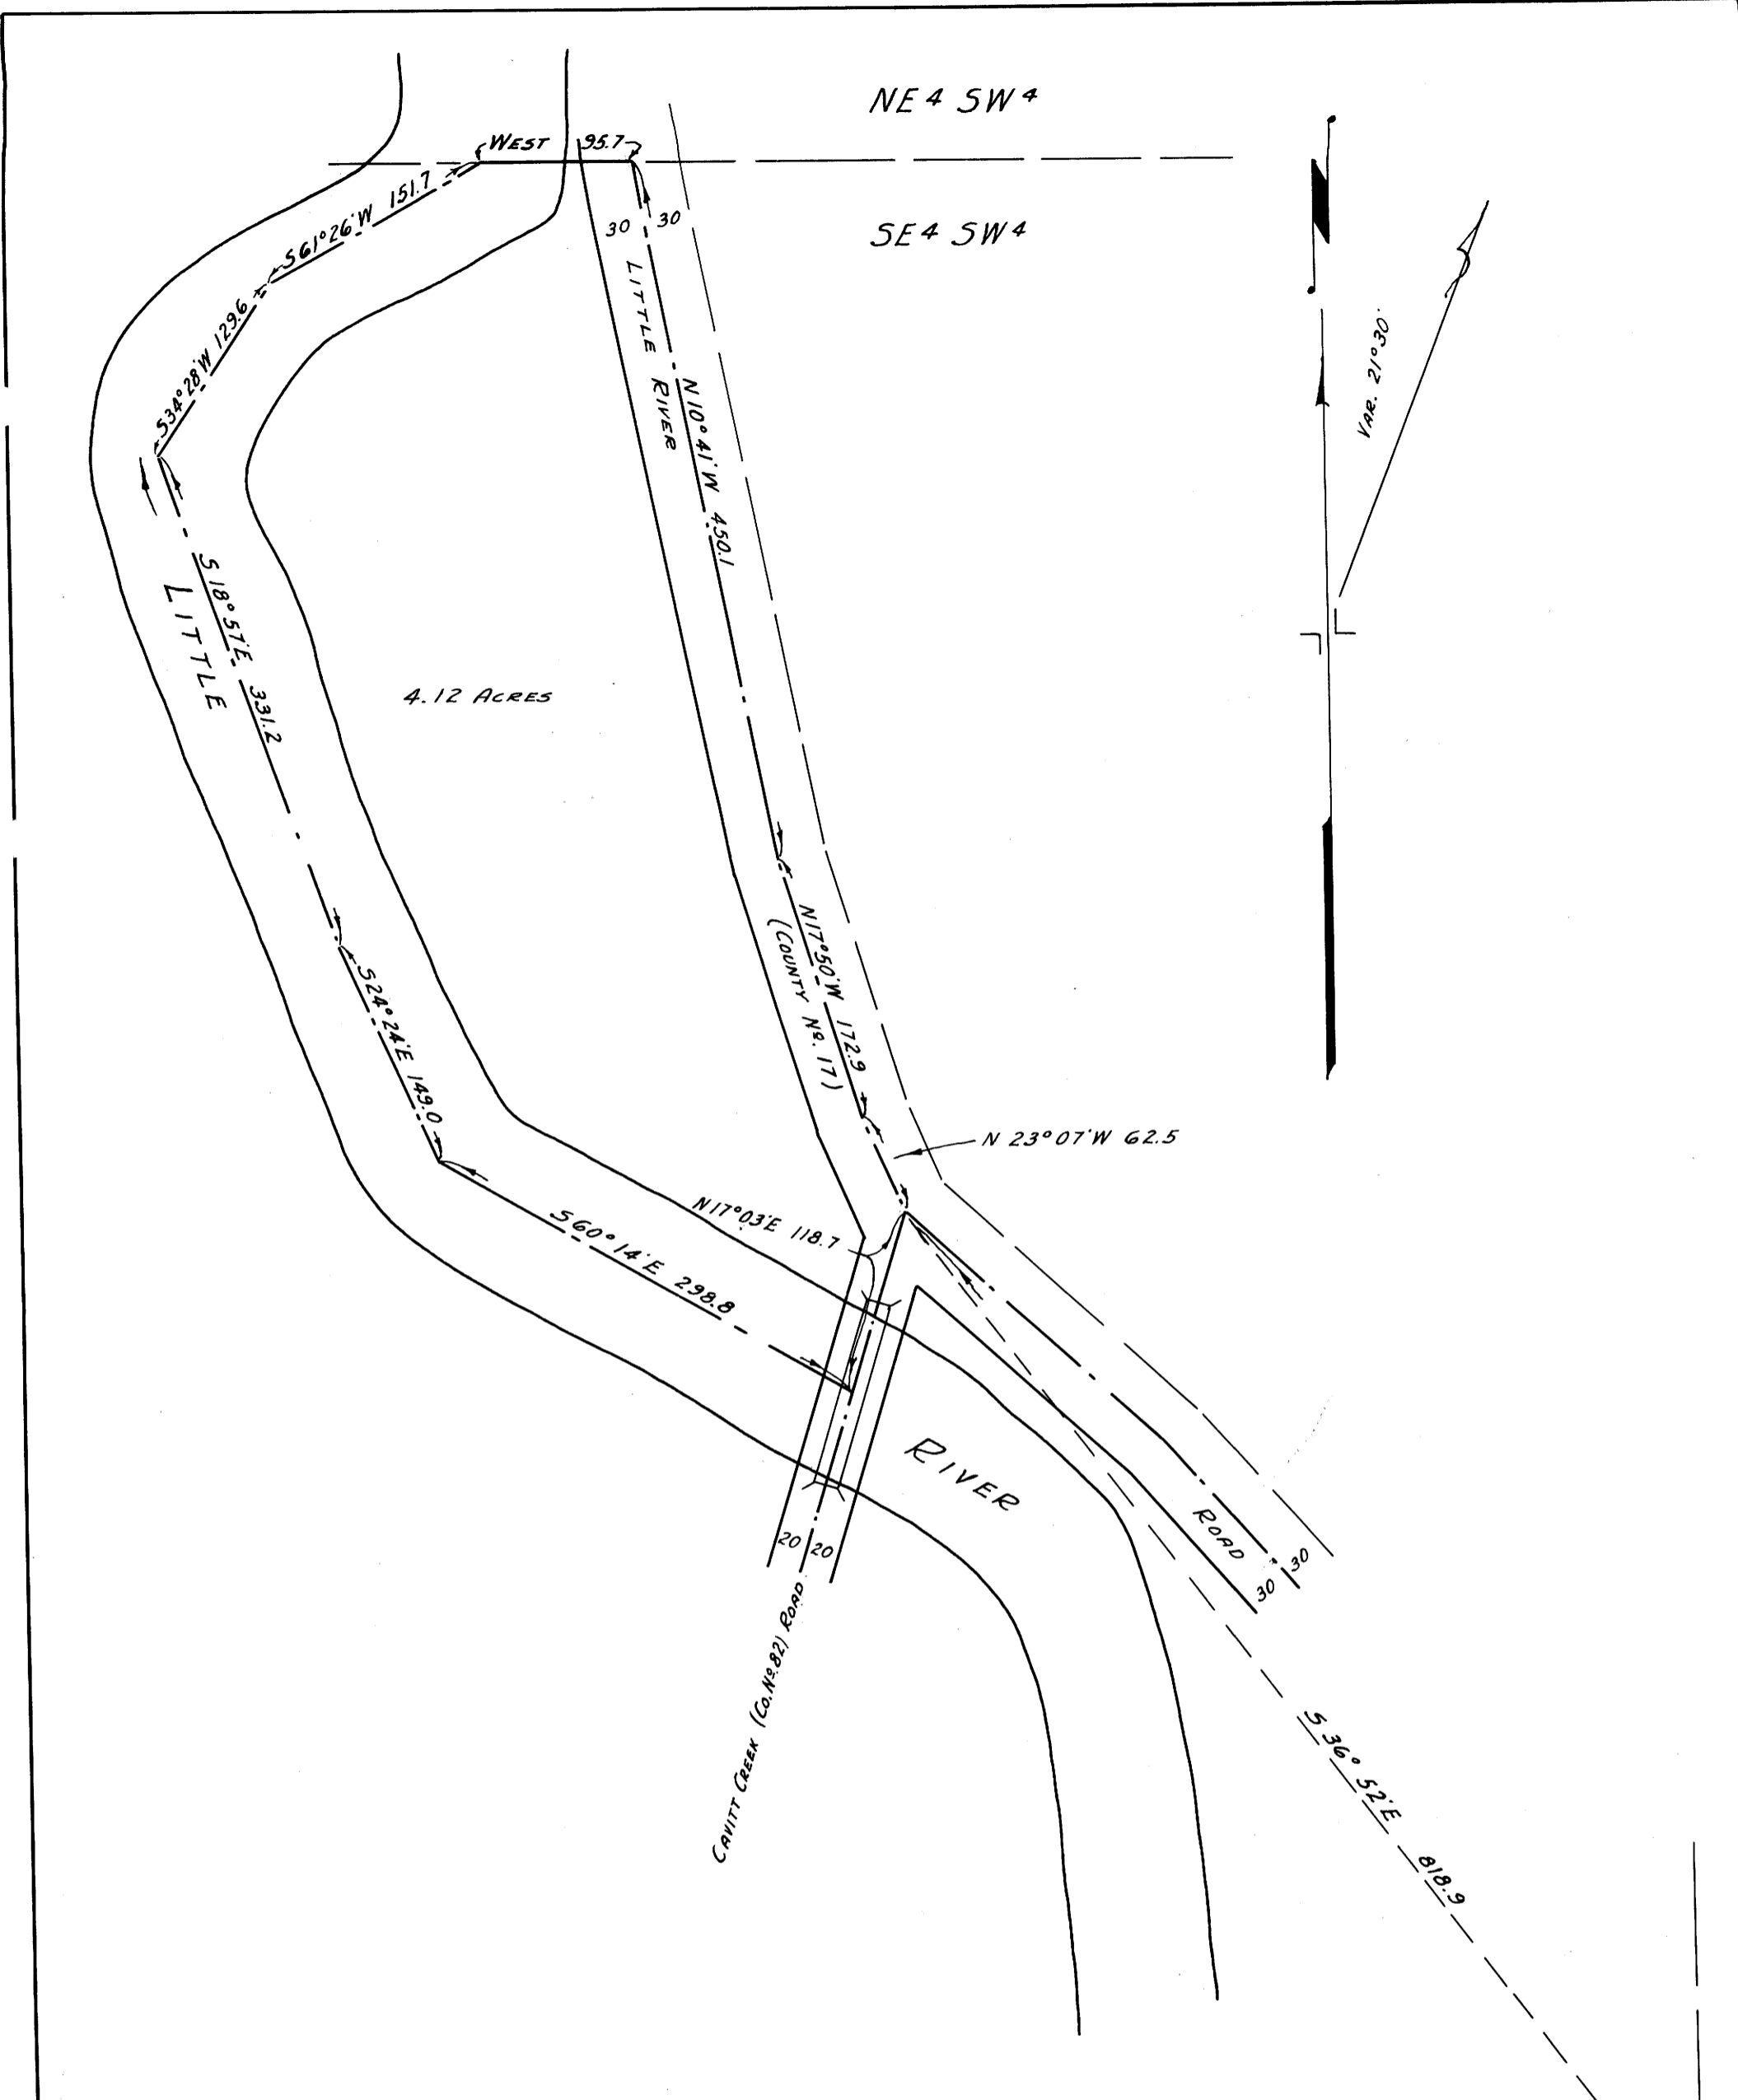 NE4 SW4
WEST 95.7
S61°26'W 151.7
30 30
SE4 SW4
S34°28'W 129.6
LITTLE RIVER
VAR. 21°30'
N10°41'W 450.1
S18°51'E 331.2
LITTLE
4.12 ACRES
N17°50'W 172.9
(COUNTY Nº. 17)
S24°24'E 149.0
N 23°07'W 62.5
N17°03'E 118.7
S60°14'E 298.8
RIVER
ROAD
20 20
30 30
CAVITT CREEK (CO. Nº 82) ROAD
S 36° 52'E 818.9